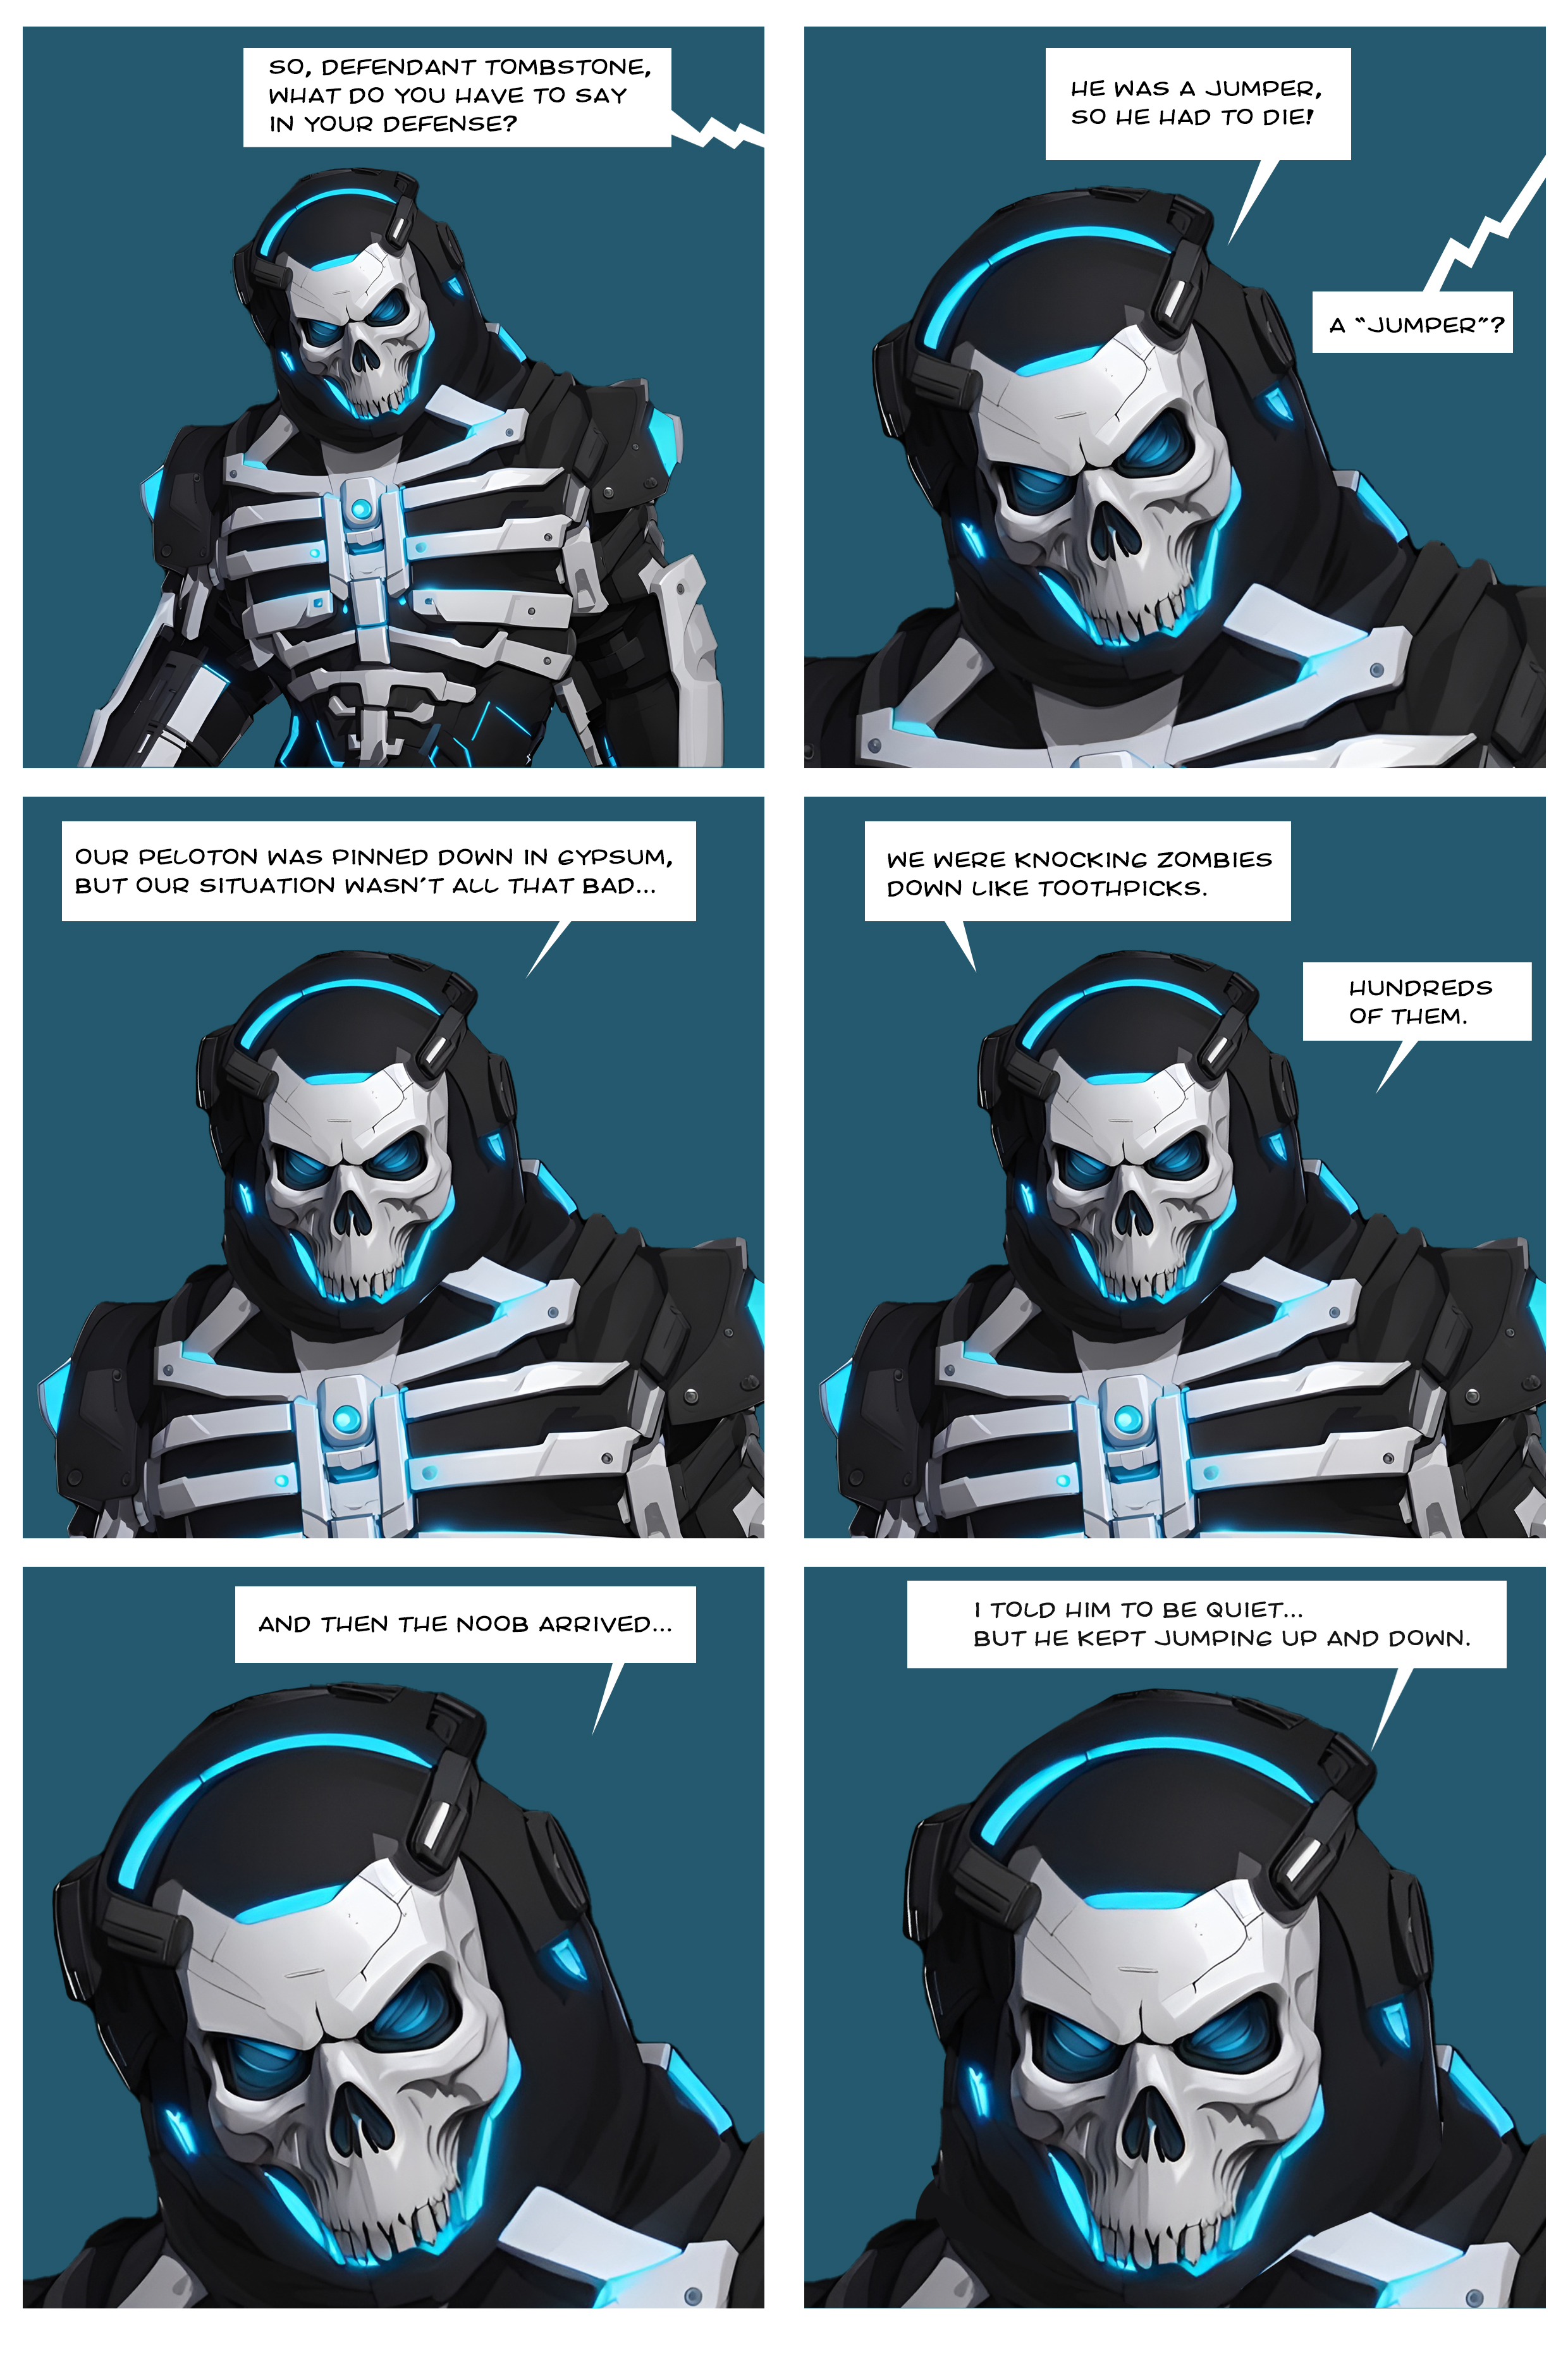 SO, DEFENDANT TOMBSTONE,
WHAT DO YOU HAVE TO SAY
IN YOUR DEFENSE?
HE WAS A JUMPER,
SO HE HAD TO DIE!
A "JUMPER"?
OUR PELOTON WAS PINNED DOWN IN GYPSUM,
BUT OUR SITUATION WASN'T ALL THAT BAD...
WE WERE KNOCKING ZOMBIES
DOWN LIKE TOOTHPICKS.
HUNDREDS
OF THEM.
AND THEN THE NOOB ARRIVED...
I TOLD HIM TO BE QUIET...
BUT HE KEPT JUMPING UP AND DOWN.